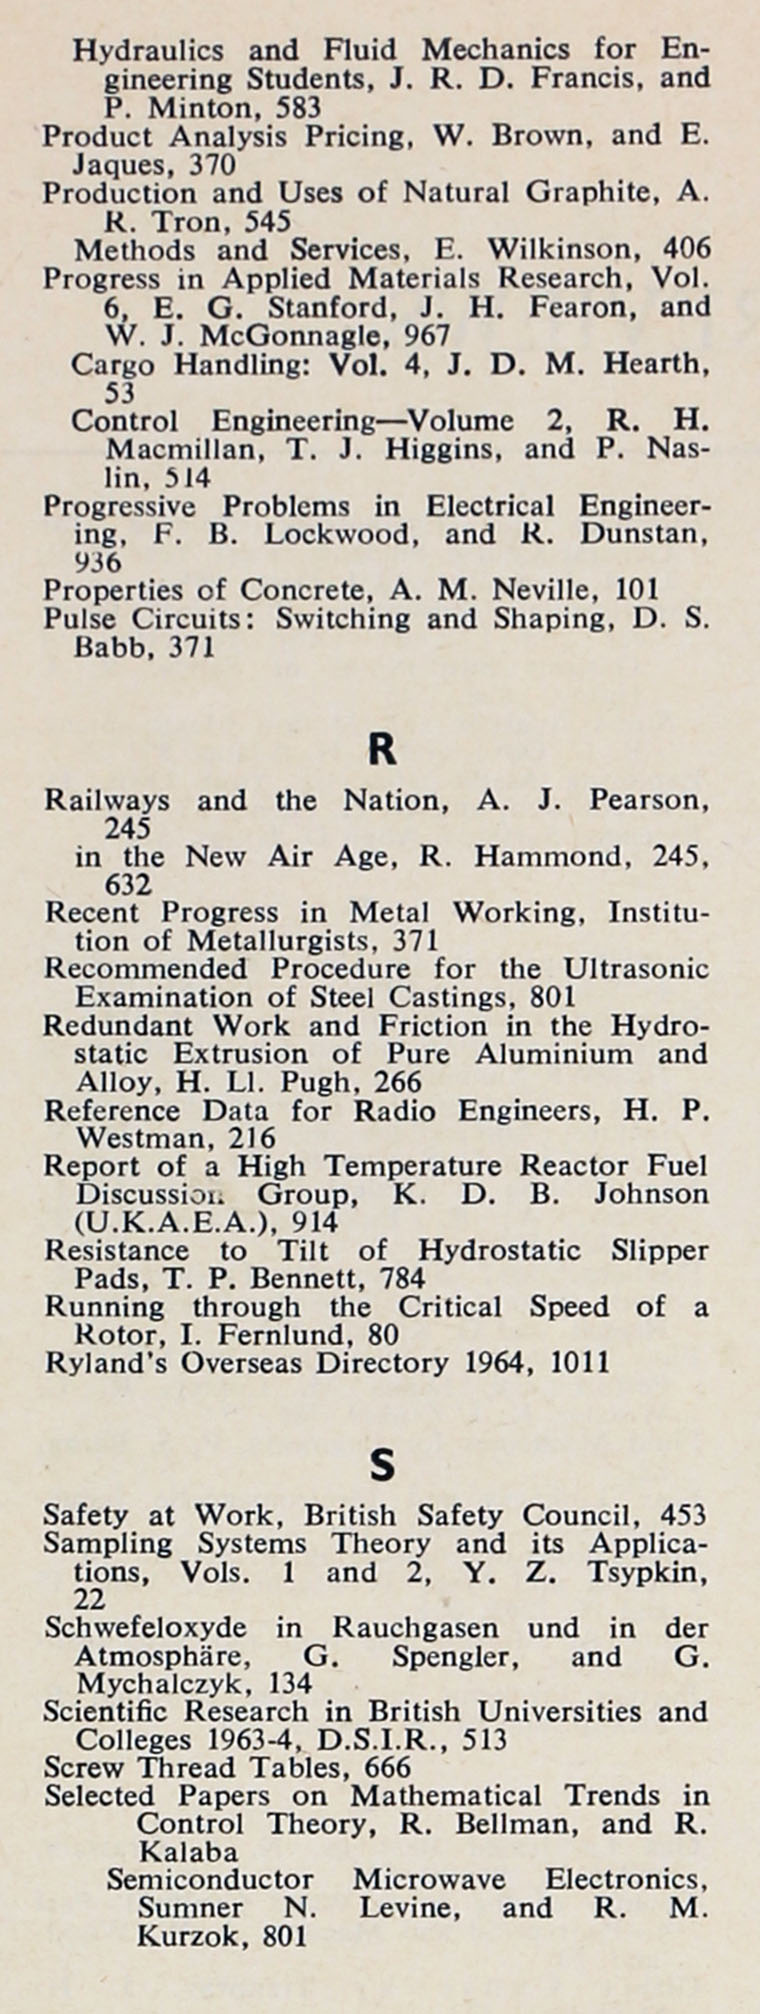 Hydraulics and Fluid Mechanics for En-
gineering Students, J. R. D. Francis, and
P. Minton, 583
Product Analysis Pricing, W. Brown, and E.
Jaques, 370
Production and Uses of Natural Graphite, A.
R. Tron, 545
Methods and Services, E. Wilkinson, 406
Progress in Applied Materials Research, Vol.
6, E. G. Stanford, J. H. Fearon, and
W. J. McGonnagle, 967
Cargo Handling: Vol. 4, J. D. M. Hearth,
53
Control Engineering—Volume 2, R. H.
Macmillan, T. J. Higgins, and P. Nas-
lin, 514
Progressive Problems in Electrical Engineer-
ing, F. B. Lockwood, and R. Dunstan,
936
Properties of Concrete, A. M. Neville, 101
Pulse Circuits: Switching and Shaping, D. S.
Babb, 371
R
Railways and the Nation, A. J. Pearson,
245
in the New Air Age, R. Hammond, 245,
632
Recent Progress in Metal Working, Institu-
tion of Metallurgists, 371
Recommended Procedure for the Ultrasonic
Examination of Steel Castings, 801
Redundant Work and Friction in the Hydro-
static Extrusion of Pure Aluminium and
Alloy, H. Ll. Pugh, 266
Reference Data for Radio Engineers, H. P.
Westman, 216
Report of a High Temperature Reactor Fuel
Discussion Group, K. D. B. Johnson
(U.K.A.E.A.), 914
Resistance to Tilt of Hydrostatic Slipper
Pads, T. P. Bennett, 784
Running through the Critical Speed of a
Rotor, I. Fernlund, 80
Ryland's Overseas Directory 1964, 1011
S
Safety at Work, British Safety Council, 453
Sampling Systems Theory and its Applica-
tions, Vols. 1 and 2, Y. Z. Tsypkin,
22
Schwefeloxyde in Rauchgasen und in der
Atmosphäre, G. Spengler, and G.
Mychalczyk, 134
Scientific Research in British Universities and
Colleges 1963-4, D.S.I.R., 513
Screw Thread Tables, 666
Selected Papers on Mathematical Trends in
Control Theory, R. Bellman, and R.
Kalaba
Semiconductor Microwave Electronics,
Sumner N. Levine, and R. M.
Kurzok, 801